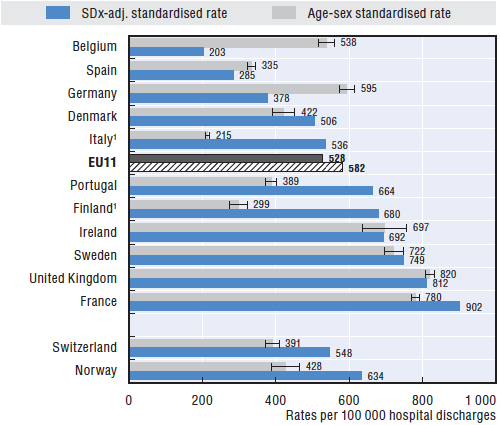 SDx-adj. standardised rate Age-sex standardised rate
Belgium 538
203
Spain 335
285
Germany 595
378
Denmark 422
506
Italy¹ 215
536
EU11 528
582
Portugal 389
664
Finland¹ 299
680
Ireland 697
692
Sweden 722
749
United Kingdom 820
812
France 780
902
Switzerland 391
548
Norway 428
634
0 200 400 600 800 1 000
Rates per 100 000 hospital discharges